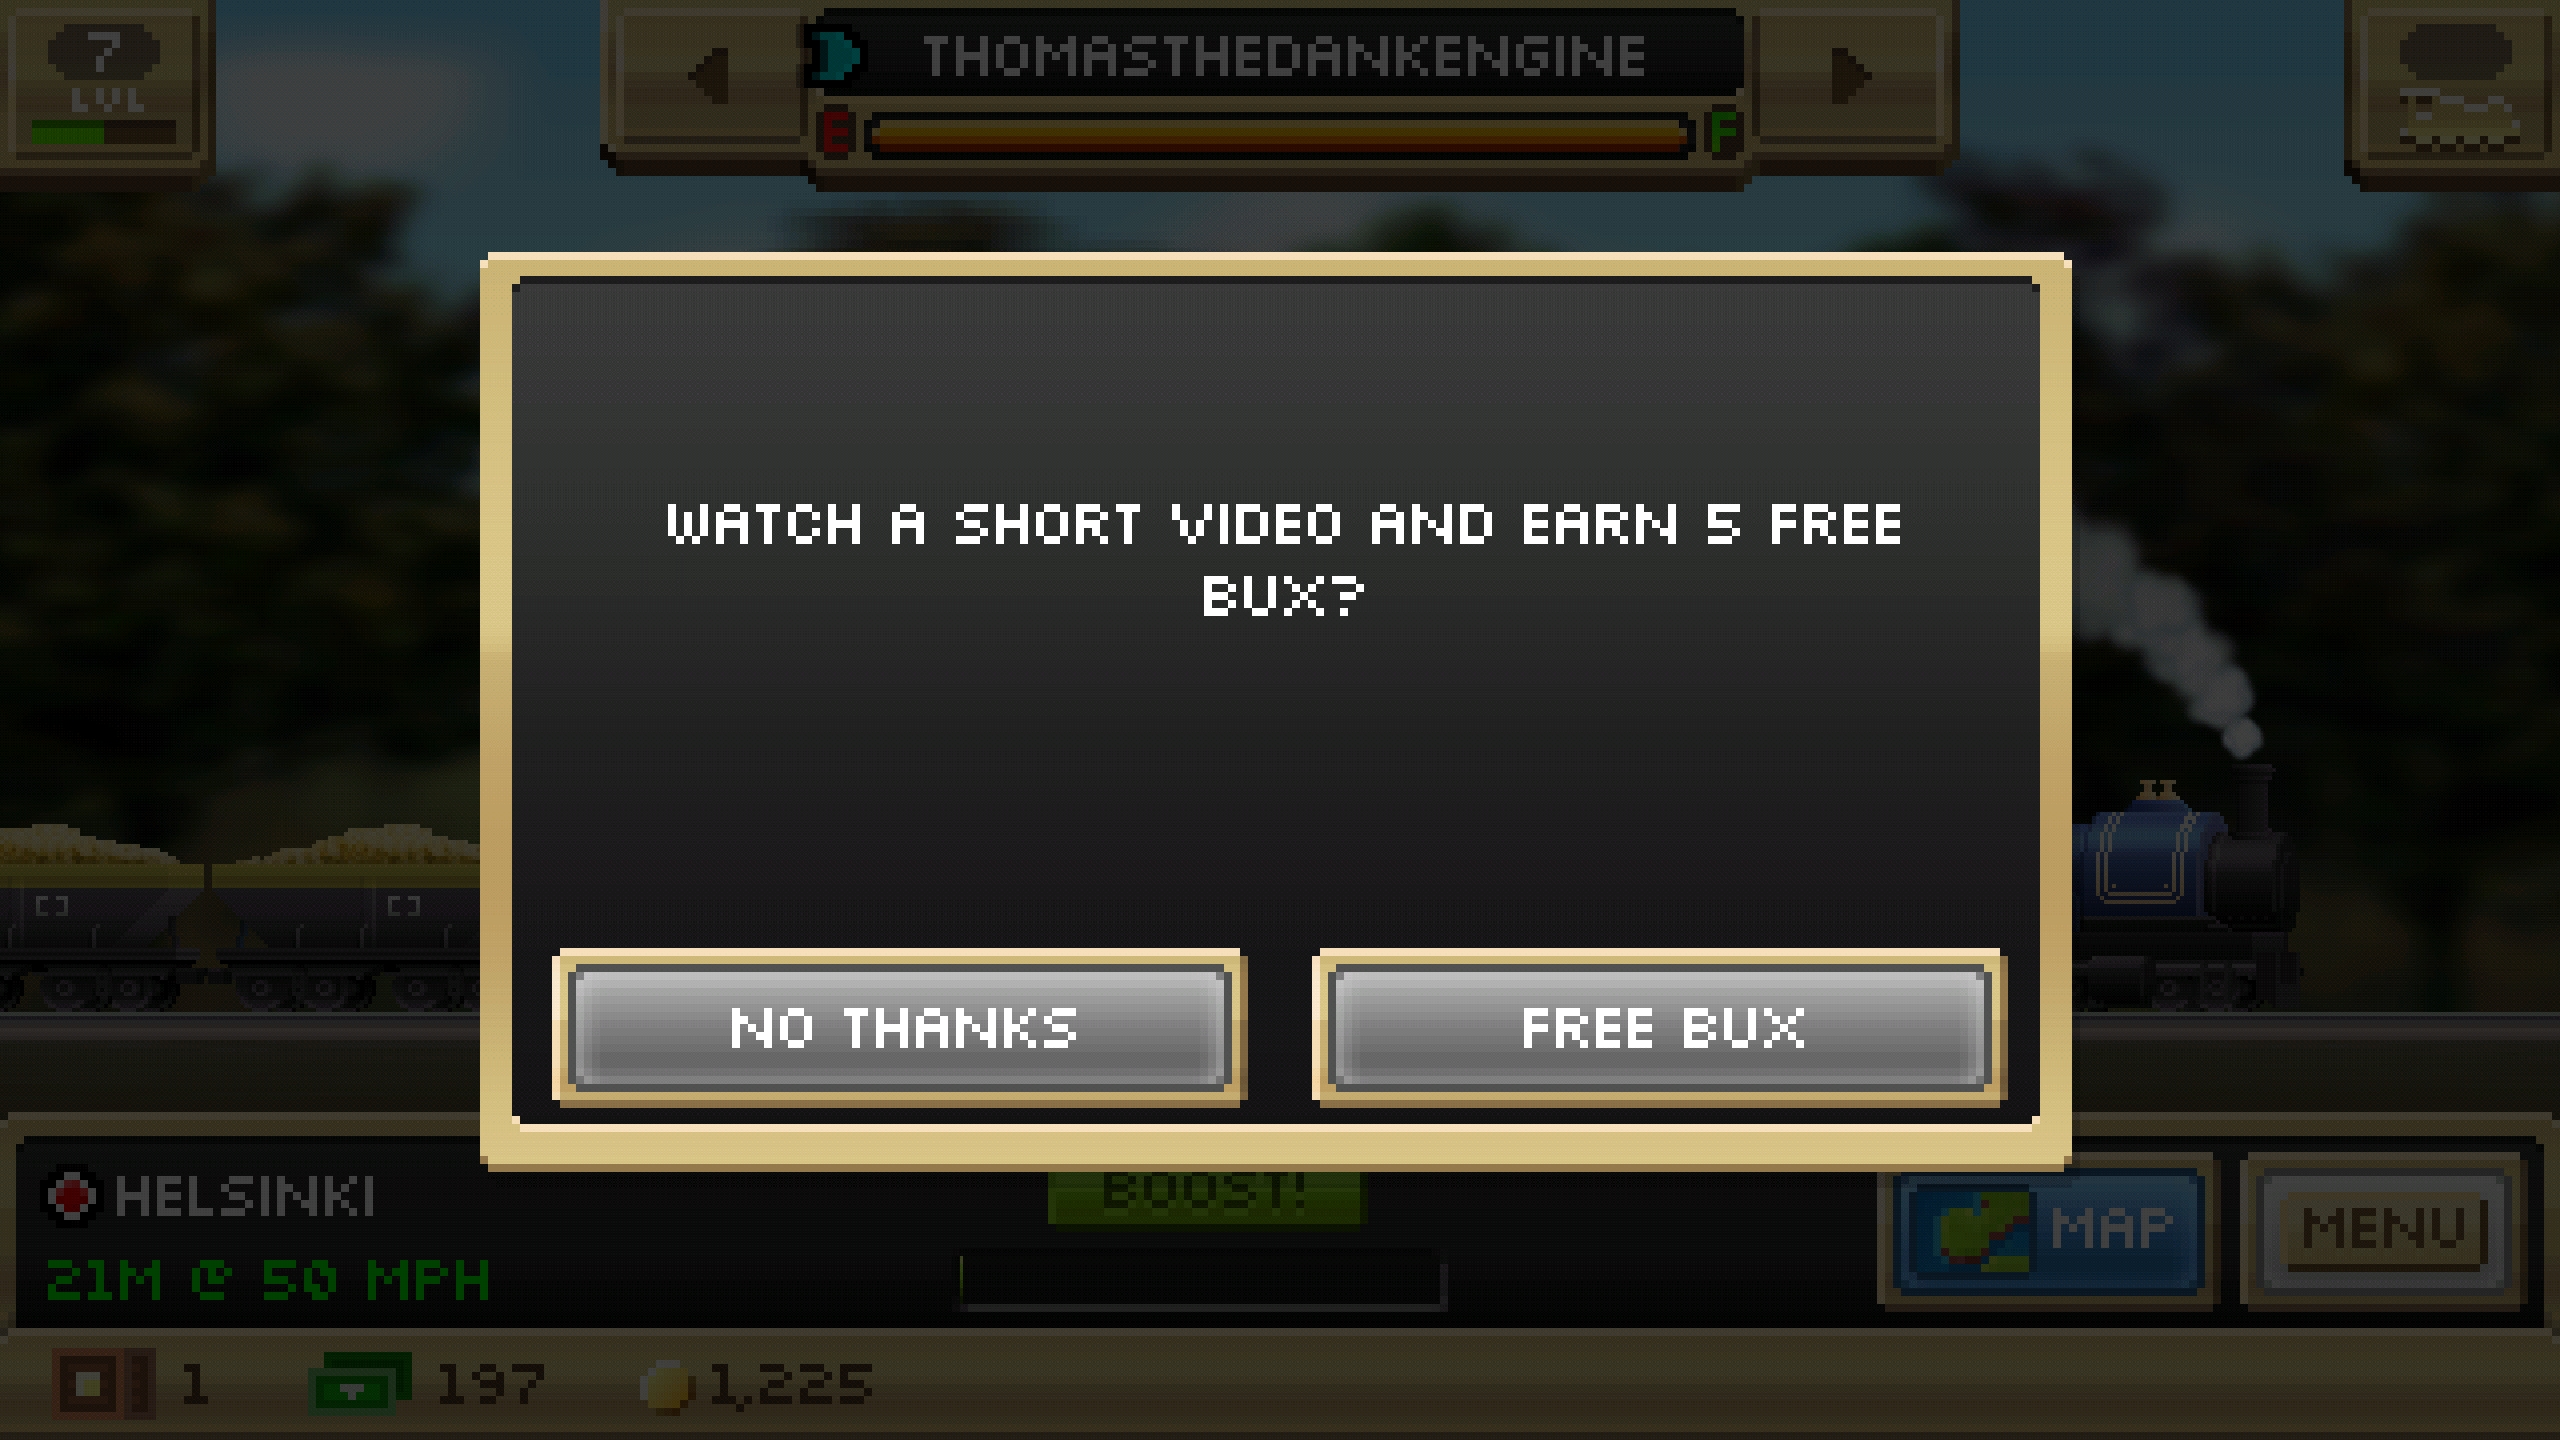 7
LVL
THOMASTHEDANKENGINE
E
F
WATCH A SHORT VIDEO AND EARN 5 FREE
BUX?
NO THANKS
FREE BUX
HELSINKI
BOOST!
MAP
MENU
21M @ 50 MPH
1
197
1,225